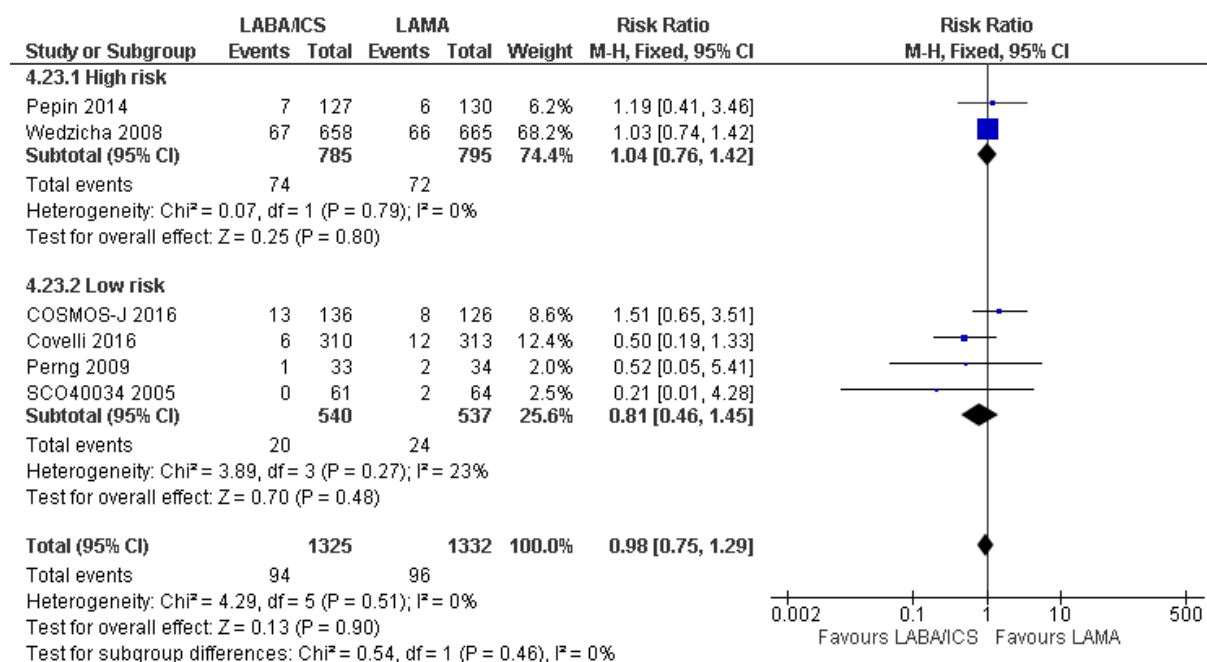 LABA/ICS LAMA Risk Ratio Risk Ratio
Study or Subgroup Events Total Events Total Weight M-H, Fixed, 95% CI M-H, Fixed, 95% CI
4.23.1 High risk
Pepin 2014 7 127 6 130 6.2% 1.19 [0.41, 3.46]
Wedzicha 2008 67 658 66 665 68.2% 1.03 [0.74, 1.42]
Subtotal (95% CI) 785 795 74.4% 1.04 [0.76, 1.42]
Total events 74 72
Heterogeneity: Chi² = 0.07, df = 1 (P = 0.79); I² = 0%
Test for overall effect: Z = 0.25 (P = 0.80)
4.23.2 Low risk
COSMOS-J 2016 13 136 8 126 8.6% 1.51 [0.65, 3.51]
Covelli 2016 6 310 12 313 12.4% 0.50 [0.19, 1.33]
Perng 2009 1 33 2 34 2.0% 0.52 [0.05, 5.41]
SCO40034 2005 0 61 2 64 2.5% 0.21 [0.01, 4.28]
Subtotal (95% CI) 540 537 25.6% 0.81 [0.46, 1.45]
Total events 20 24
Heterogeneity: Chi² = 3.89, df = 3 (P = 0.27); I² = 23%
Test for overall effect: Z = 0.70 (P = 0.48)
Total (95% CI) 1325 1332 100.0% 0.98 [0.75, 1.29]
Total events 94 96
Heterogeneity: Chi² = 4.29, df = 5 (P = 0.51); I² = 0%
Test for overall effect: Z = 0.13 (P = 0.90)
Test for subgroup differences: Chi² = 0.54, df = 1 (P = 0.46), I² = 0%
0.002 0.1 1 10 500
Favours LABA/ICS Favours LAMA